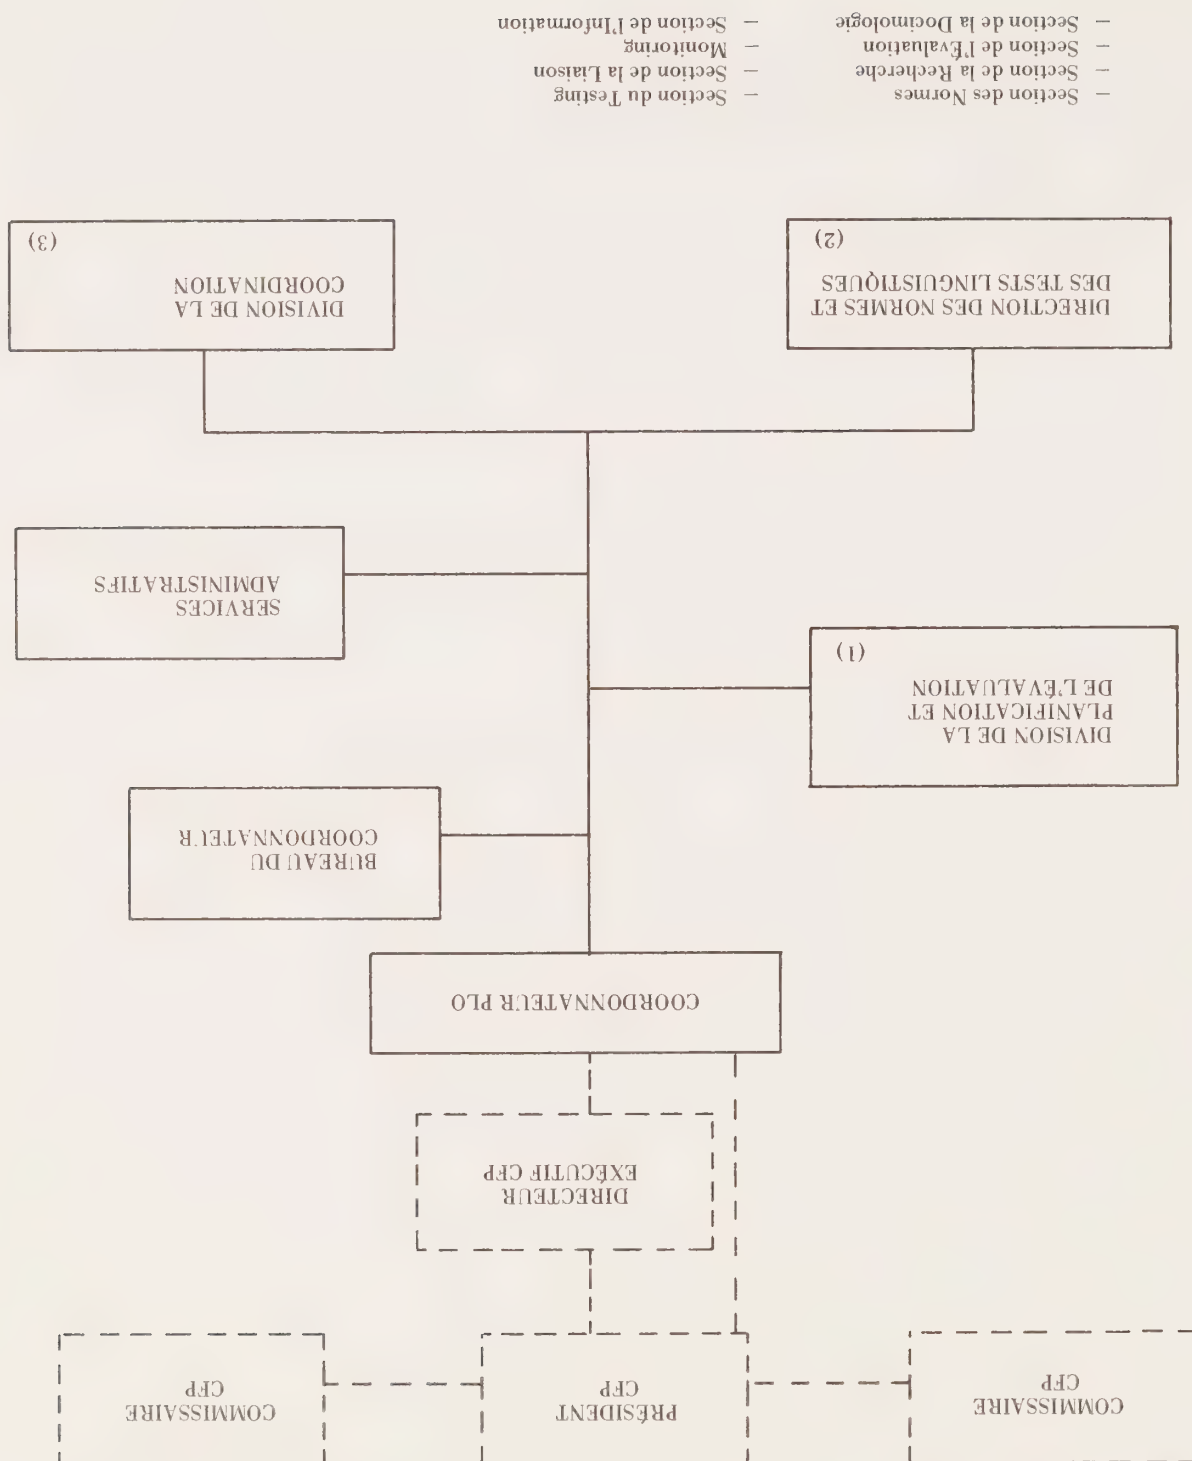 COMMISSAIRE
CFP
PRÉSIDENT
CFP
COMMISSAIRE
CFP
DIRECTEUR
EXÉCUTIF CFP
COORDONNATEUR PLO
BUREAU DU
COORDONNATEUR
DIVISION DE LA
PLANIFICATION ET
DE L'ÉVALUATION
(1)
SERVICES
ADMINISTRATIFS
DIRECTION DES NORMES ET
DES TESTS LINGUISTIQUES
(2)
DIVISION DE LA
COORDINATION
(3)
– Section des Normes
– Section de la Recherche
– Section de l'Évaluation
– Section de la Docimologie
– Section du Testing
– Section de la Liaison
– Monitoring
– Section de l'Information